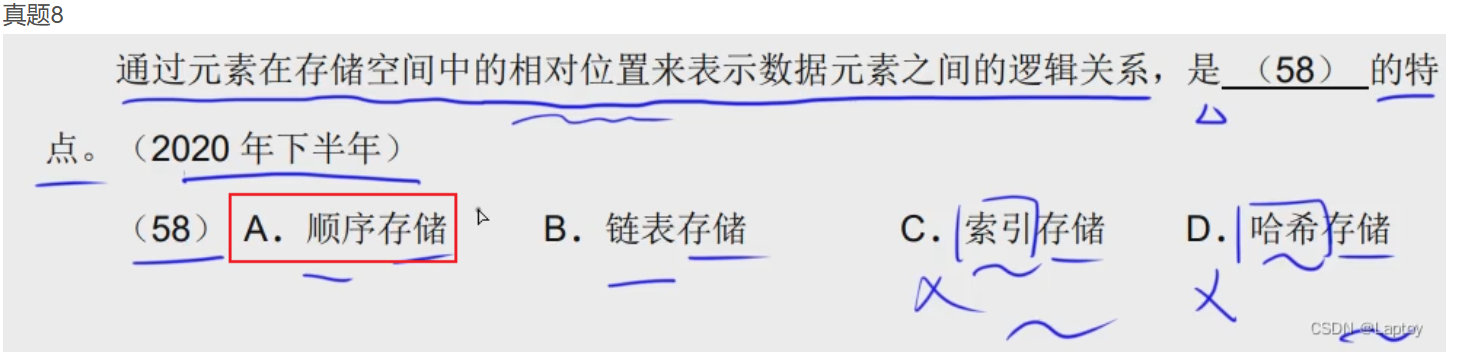 真题8
通过元素在存储空间中的相对位置来表示数据元素之间的逻辑关系，是（58）的特
点。（2020 年下半年）
（58）A．顺序存储 B．链表存储 C．索引存储 D．哈希存储
CSDN @Laptoy